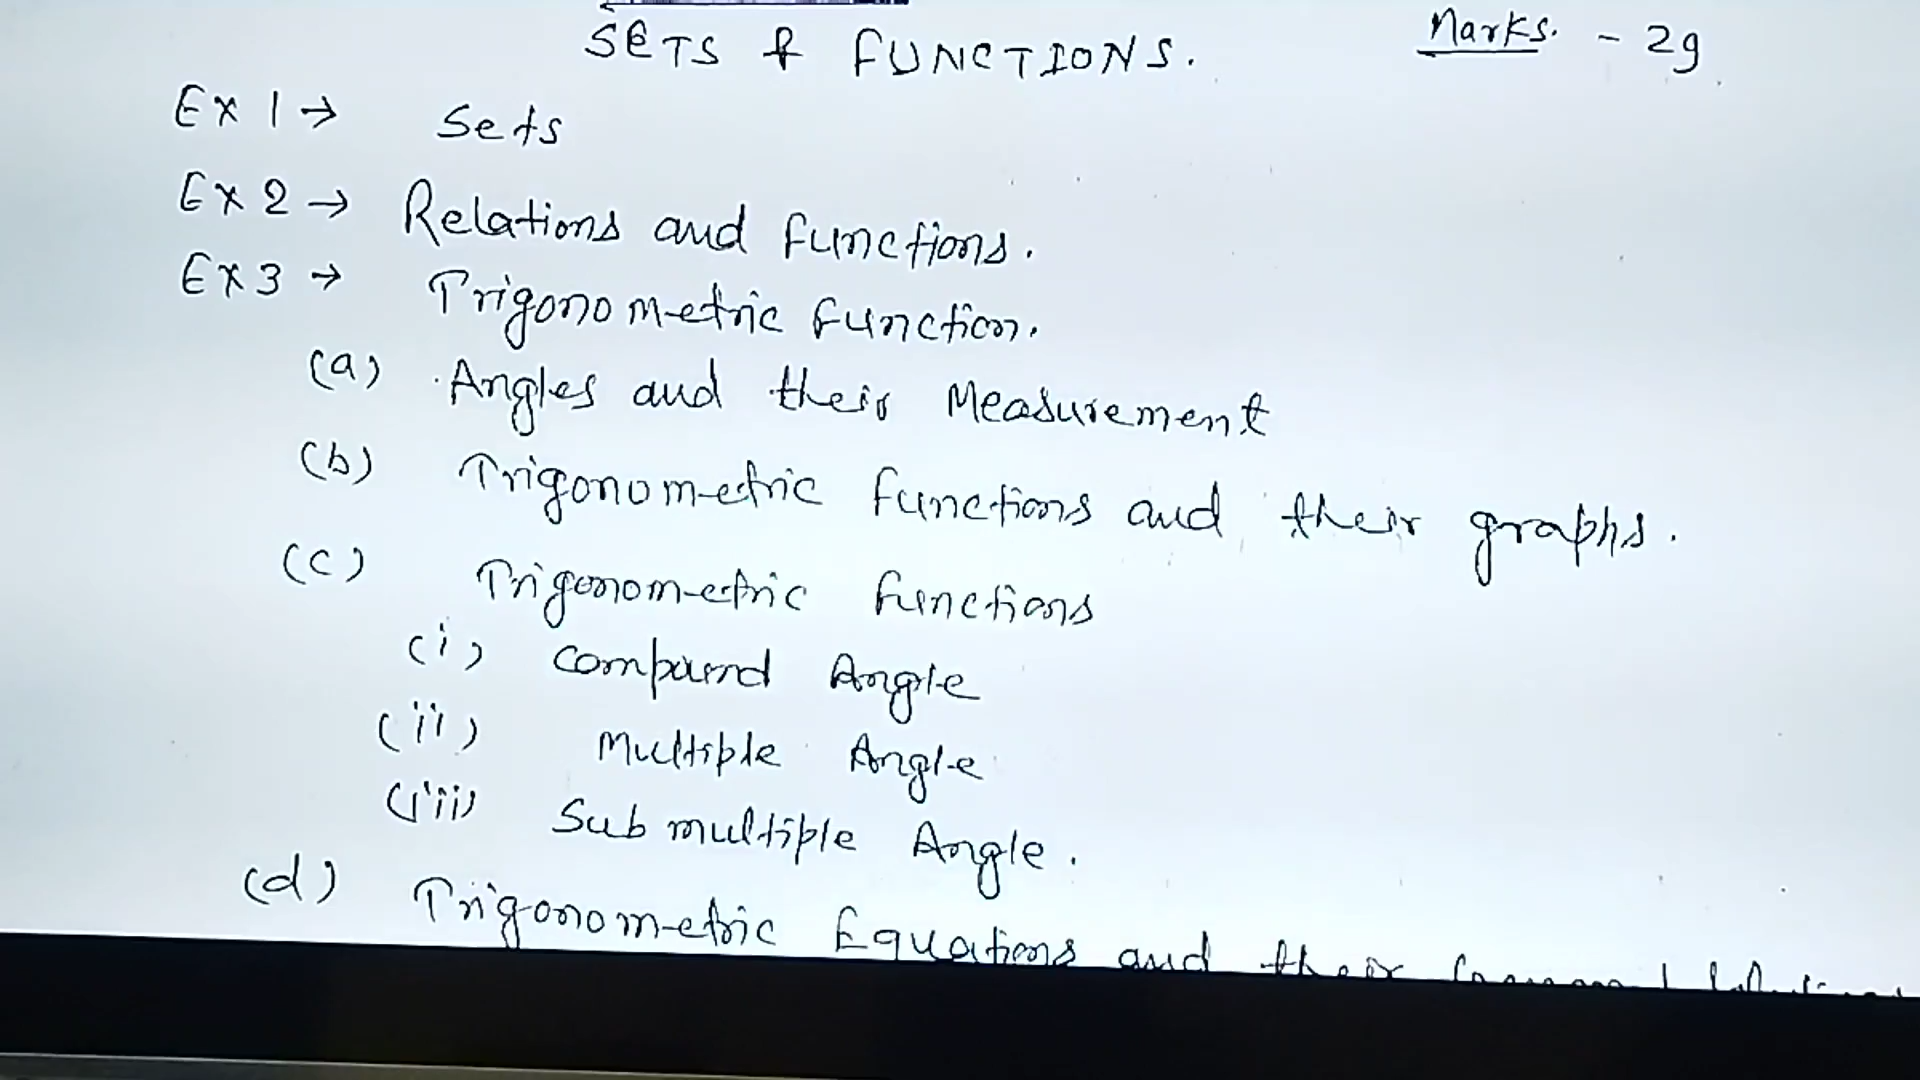 SETS & FUNCTIONS.
Marks. - 29
Ex 1 → Sets
Ex 2 → Relations and functions.
Ex 3 → Trigonometric function.
(a) Angles and their Measurement
(b) Trigonometric functions and their graphs.
(c) Trigonometric functions
(i) Compound Angle
(ii) Multiple Angle
(iii) Sub multiple Angle.
(d) Trigonometric Equations and their